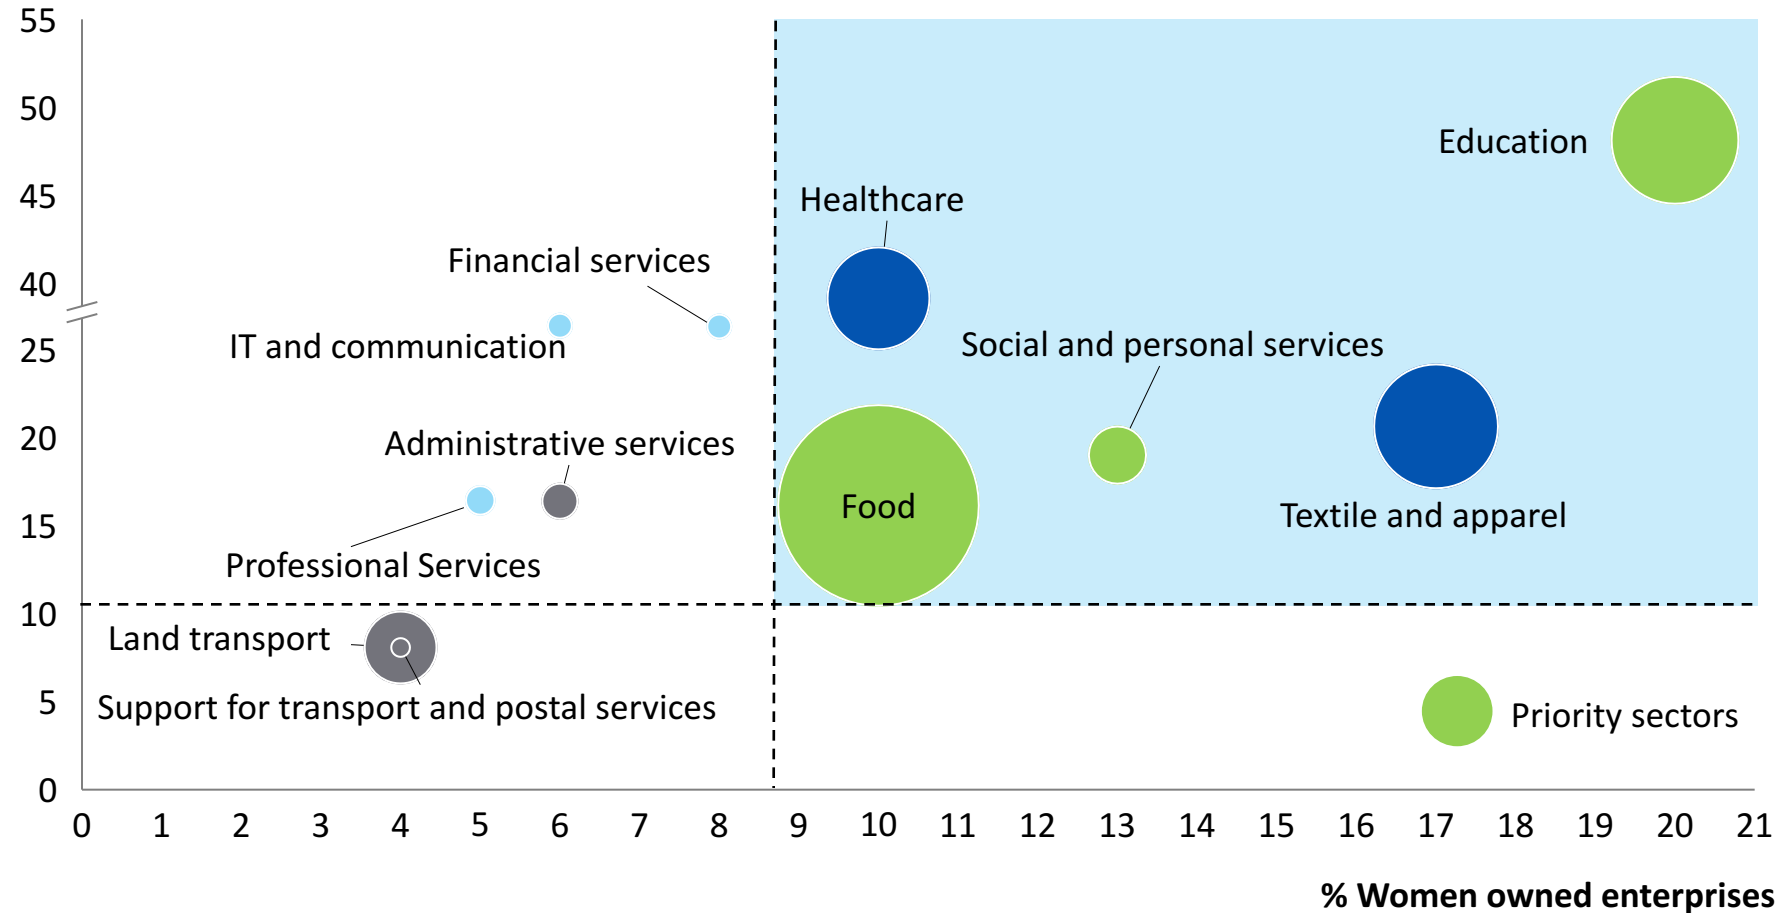 55
50
45
40
25
20
15
10
5
0
Education
Healthcare
Financial services
IT and communication
Social and personal services
Administrative services
Food
Textile and apparel
Professional Services
Land transport
Support for transport and postal services
Priority sectors
0 1 2 3 4 5 6 7 8 9 10 11 12 13 14 15 16 17 18 19 20 21
% Women owned enterprises